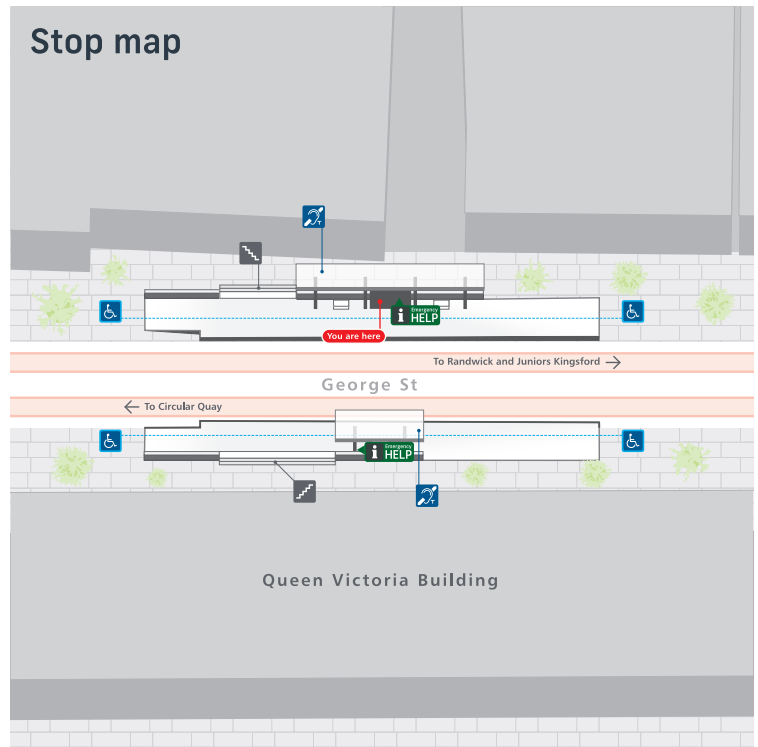 Stop map
T
i
Emergency
HELP
You are here
To Randwick and Juniors Kingsford →
George St
← To Circular Quay
i
Emergency
HELP
T
Queen Victoria Building